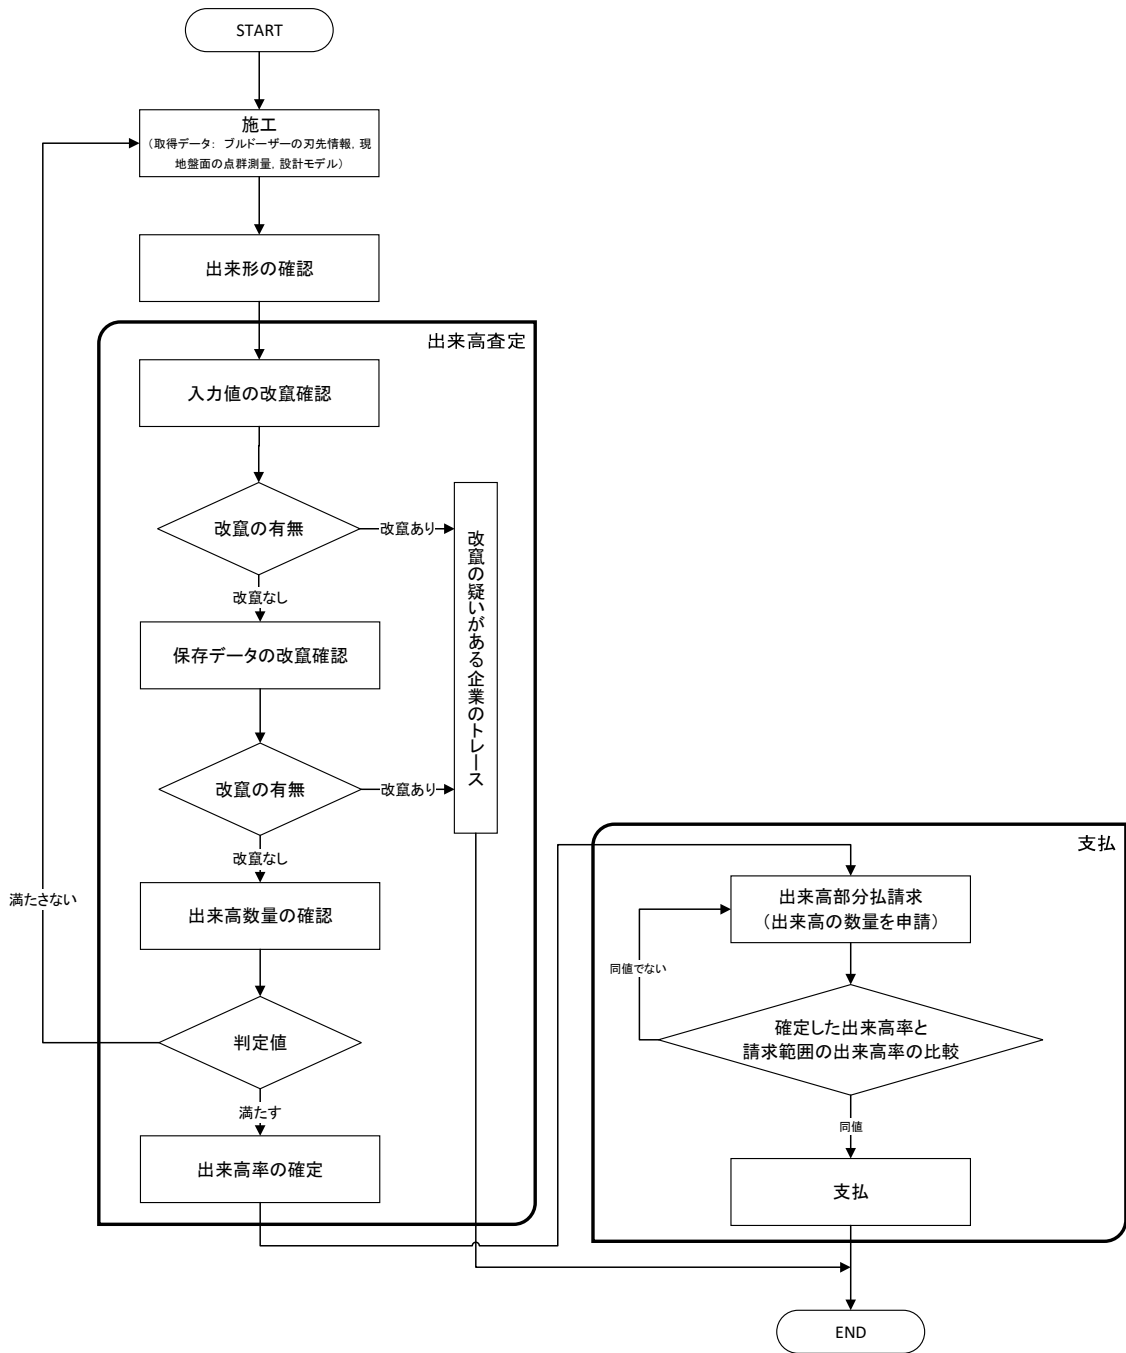 START
施工
（取得データ： ブルドーザーの刃先情報，現
地盤面の点群測量，設計モデル）
出来形の確認
出来高査定
入力値の改竄確認
改竄の有無
改竄あり
改竄なし
改竄の疑いがある企業のトレース
保存データの改竄確認
改竄の有無
改竄あり
改竄なし
出来高数量の確認
満たさない
判定値
満たす
出来高率の確定
支払
出来高部分払請求
（出来高の数量を申請）
同値でない
確定した出来高率と
請求範囲の出来高率の比較
同値
支払
END